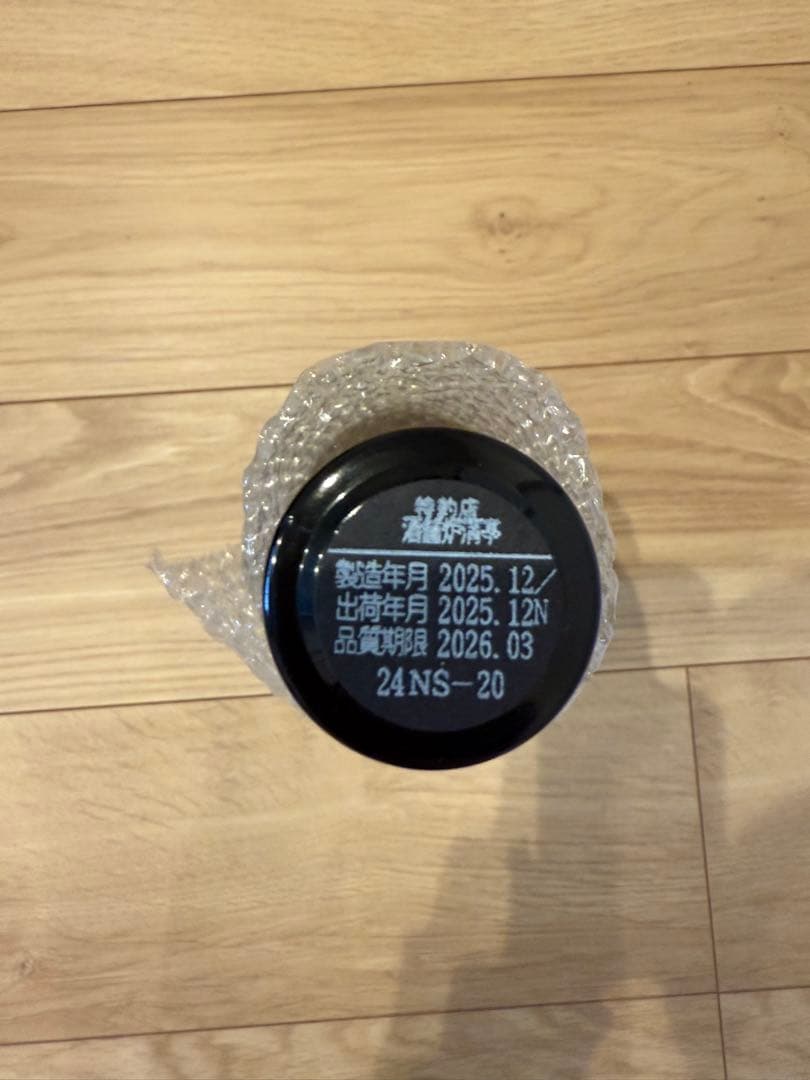 特約店
製造年月 2025.12/
出荷年月 2025.12N
品質期限 2026.03
24NS-20